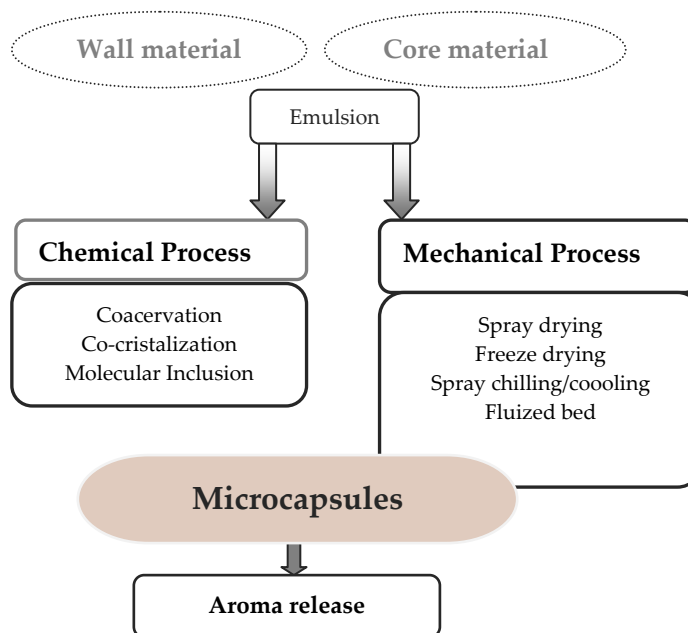 Wall material
Core material
Emulsion
Chemical Process
Mechanical Process
Coacervation
Co-cristalization
Molecular Inclusion
Spray drying
Freeze drying
Spray chilling/coooling
Fluized bed
Microcapsules
Aroma release